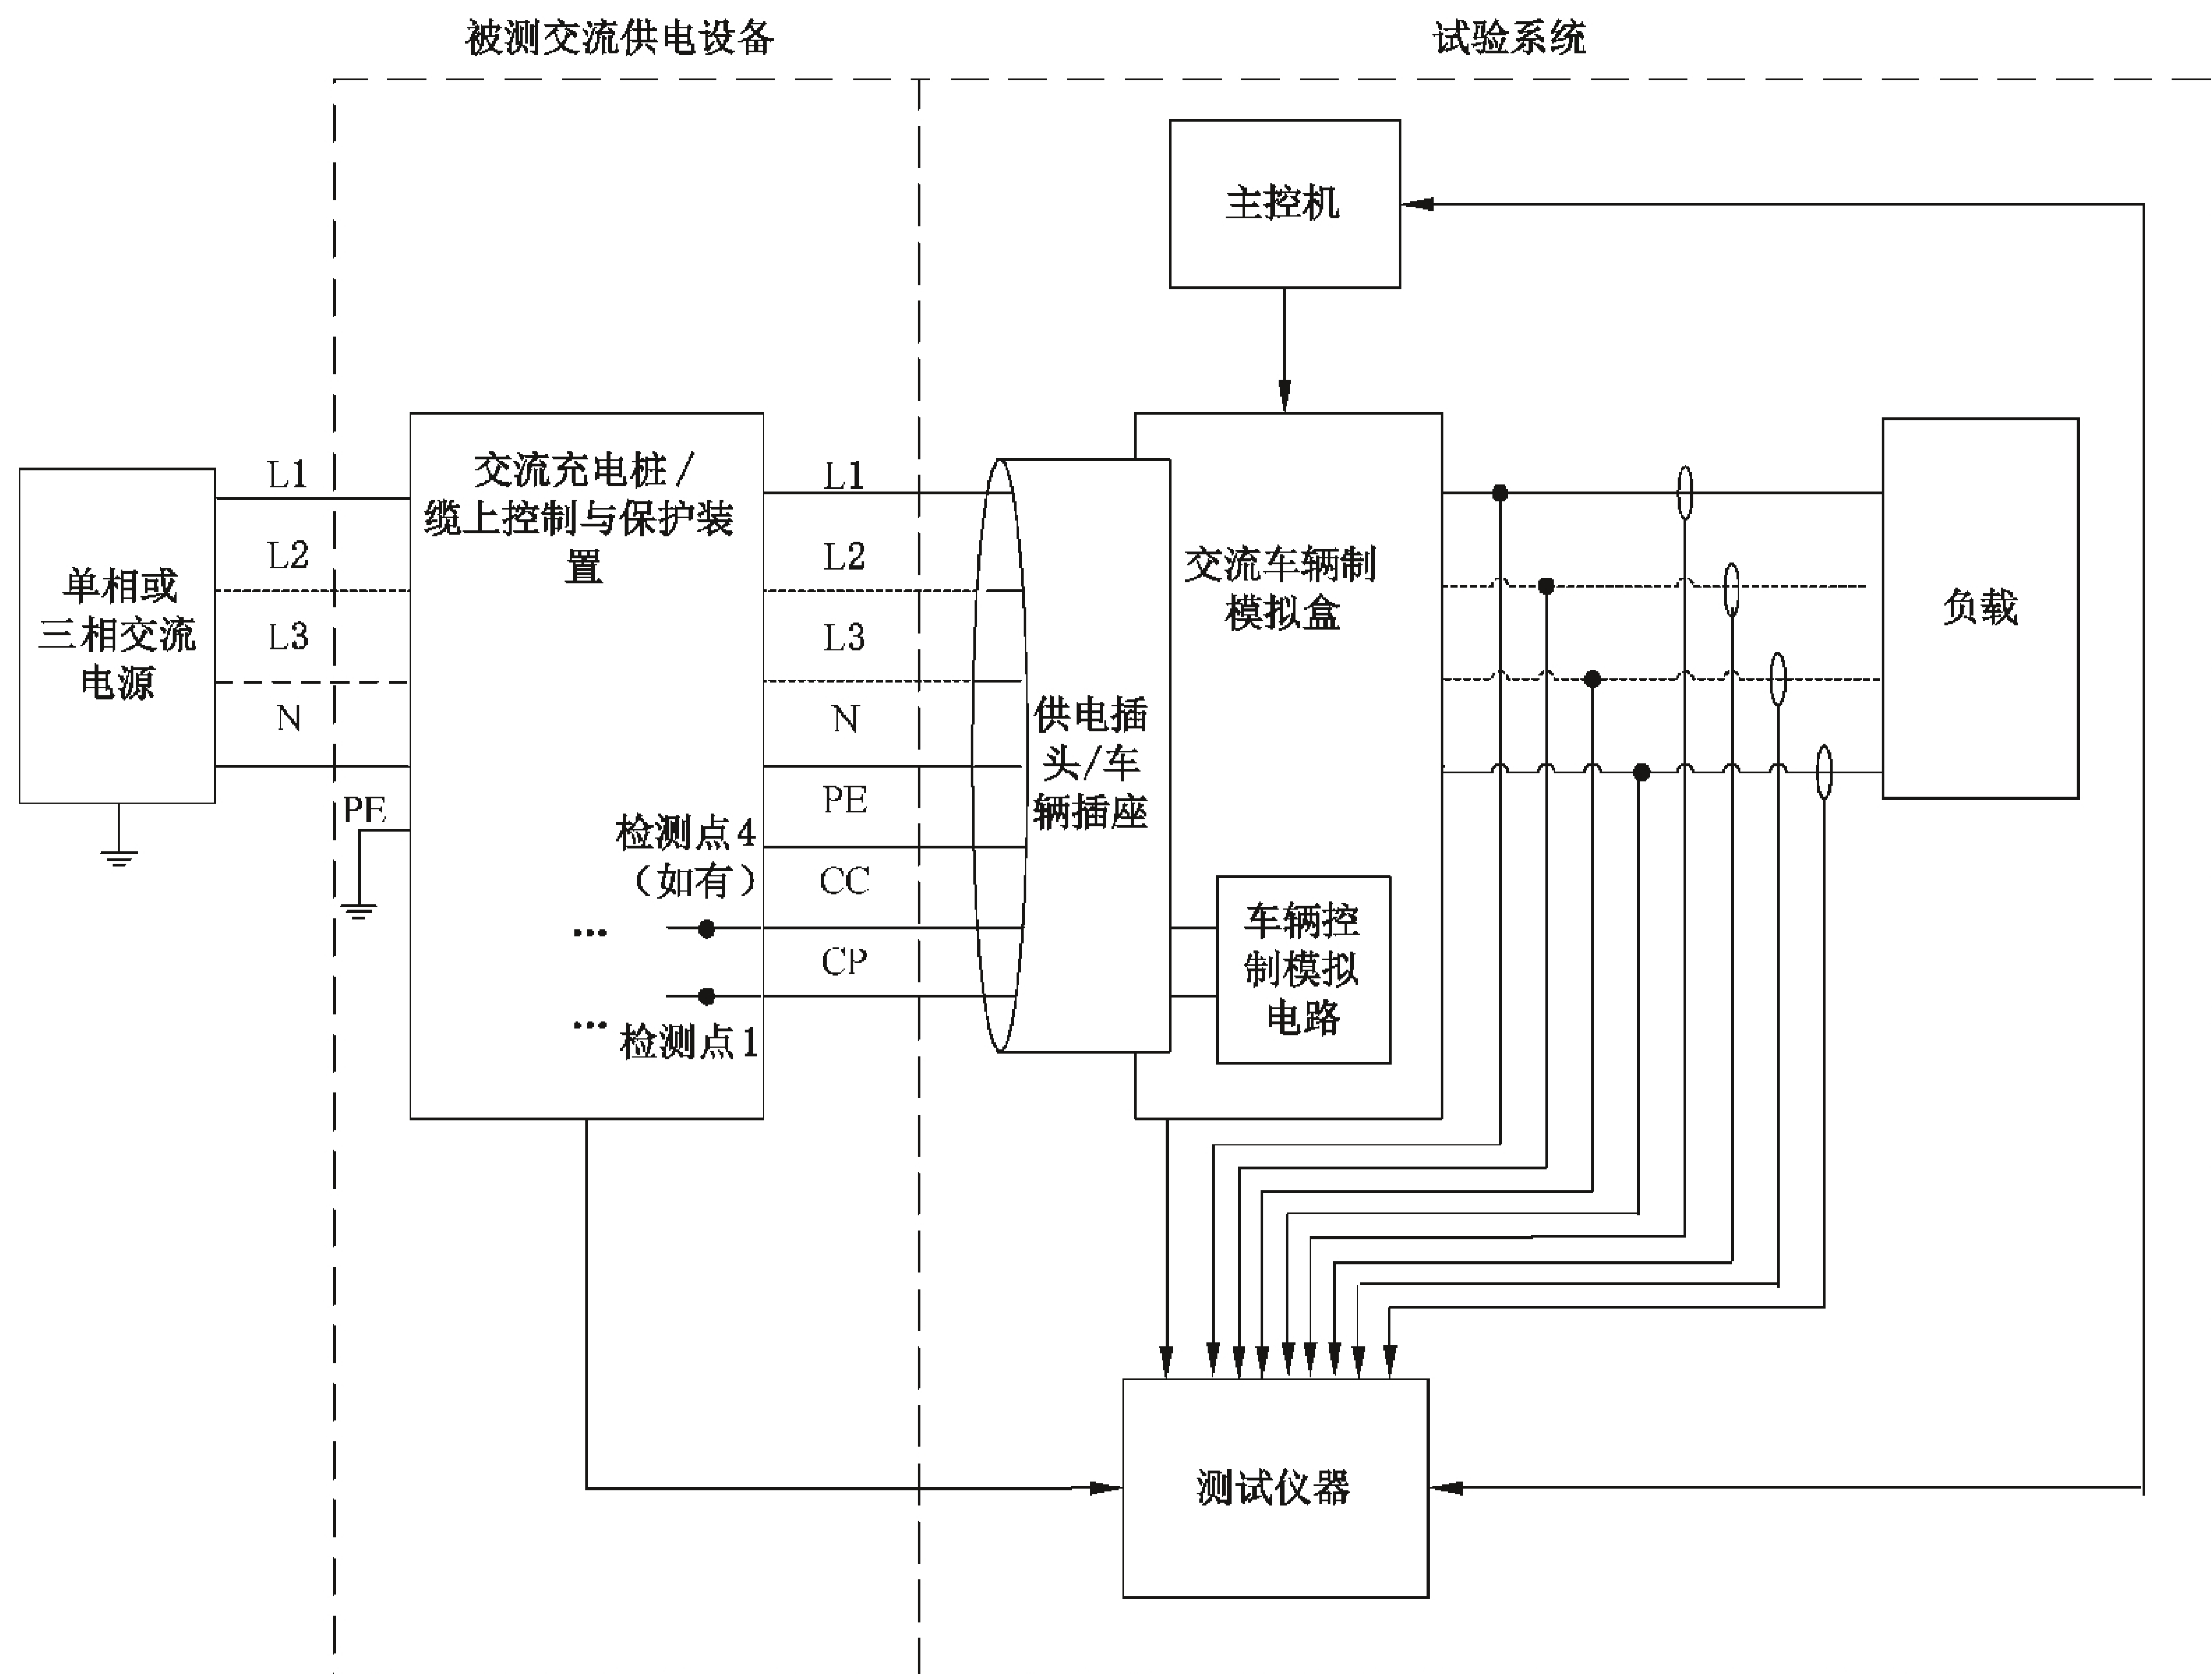 被测交流供电设备
试验系统
主控机
单相或
三相交流
电源
L1
L2
L3
N
PE
交流充电桩/
缆上控制与保护装
置
检测点4
（如有）
...
...
检测点1
L1
L2
L3
N
PE
CC
CP
供电插
头/车
辆插座
交流车辆制
模拟盒
车辆控
制模拟
电路
负载
测试仪器